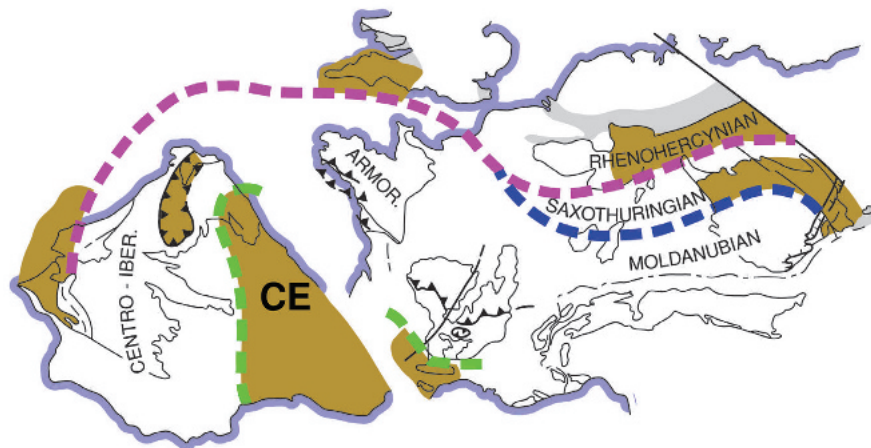 RHENOHERCYNIAN
ARMOR.
SAXOTHURINGIAN
MOLDANUBIAN
CENTRO - IBER.
CE